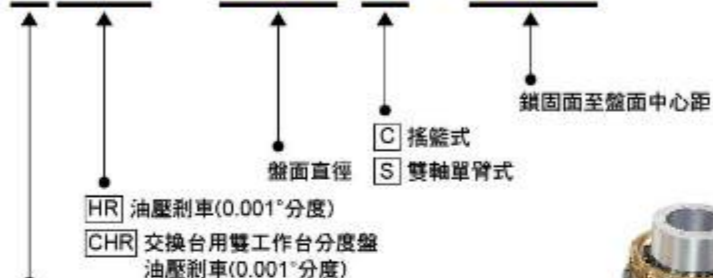 鎖固面至盤面中心距
C 搖籃式
盤面直徑
S 雙軸單臂式
HR 油壓剎車(0.001°分度)
CHR 交換台用雙工作台分度盤
油壓剎車(0.001°分度)